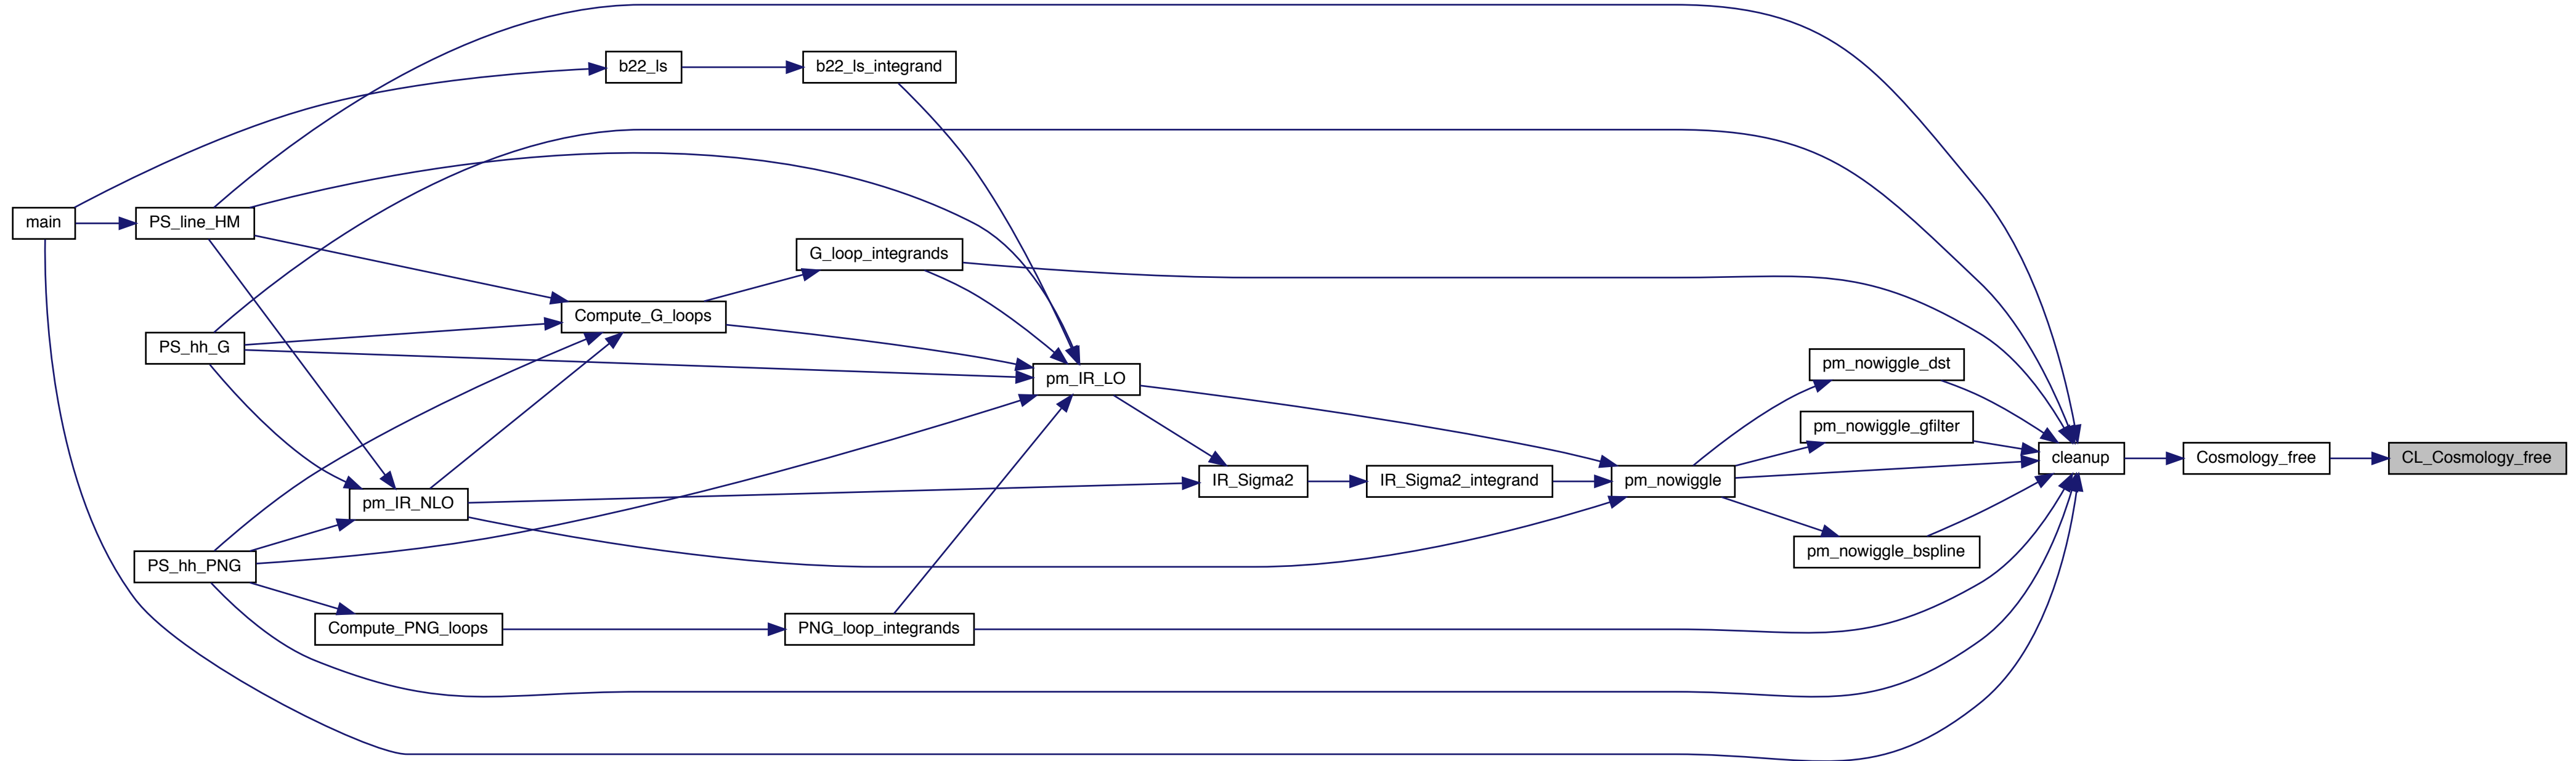 b22_ls
b22_ls_integrand
main
PS_line_HM
G_loop_integrands
Compute_G_loops
PS_hh_G
pm_IR_LO
pm_nowiggle_dst
pm_nowiggle_gfilter
cleanup
Cosmology_free
CL_Cosmology_free
IR_Sigma2
IR_Sigma2_integrand
pm_nowiggle
pm_IR_NLO
pm_nowiggle_bspline
PS_hh_PNG
Compute_PNG_loops
PNG_loop_integrands